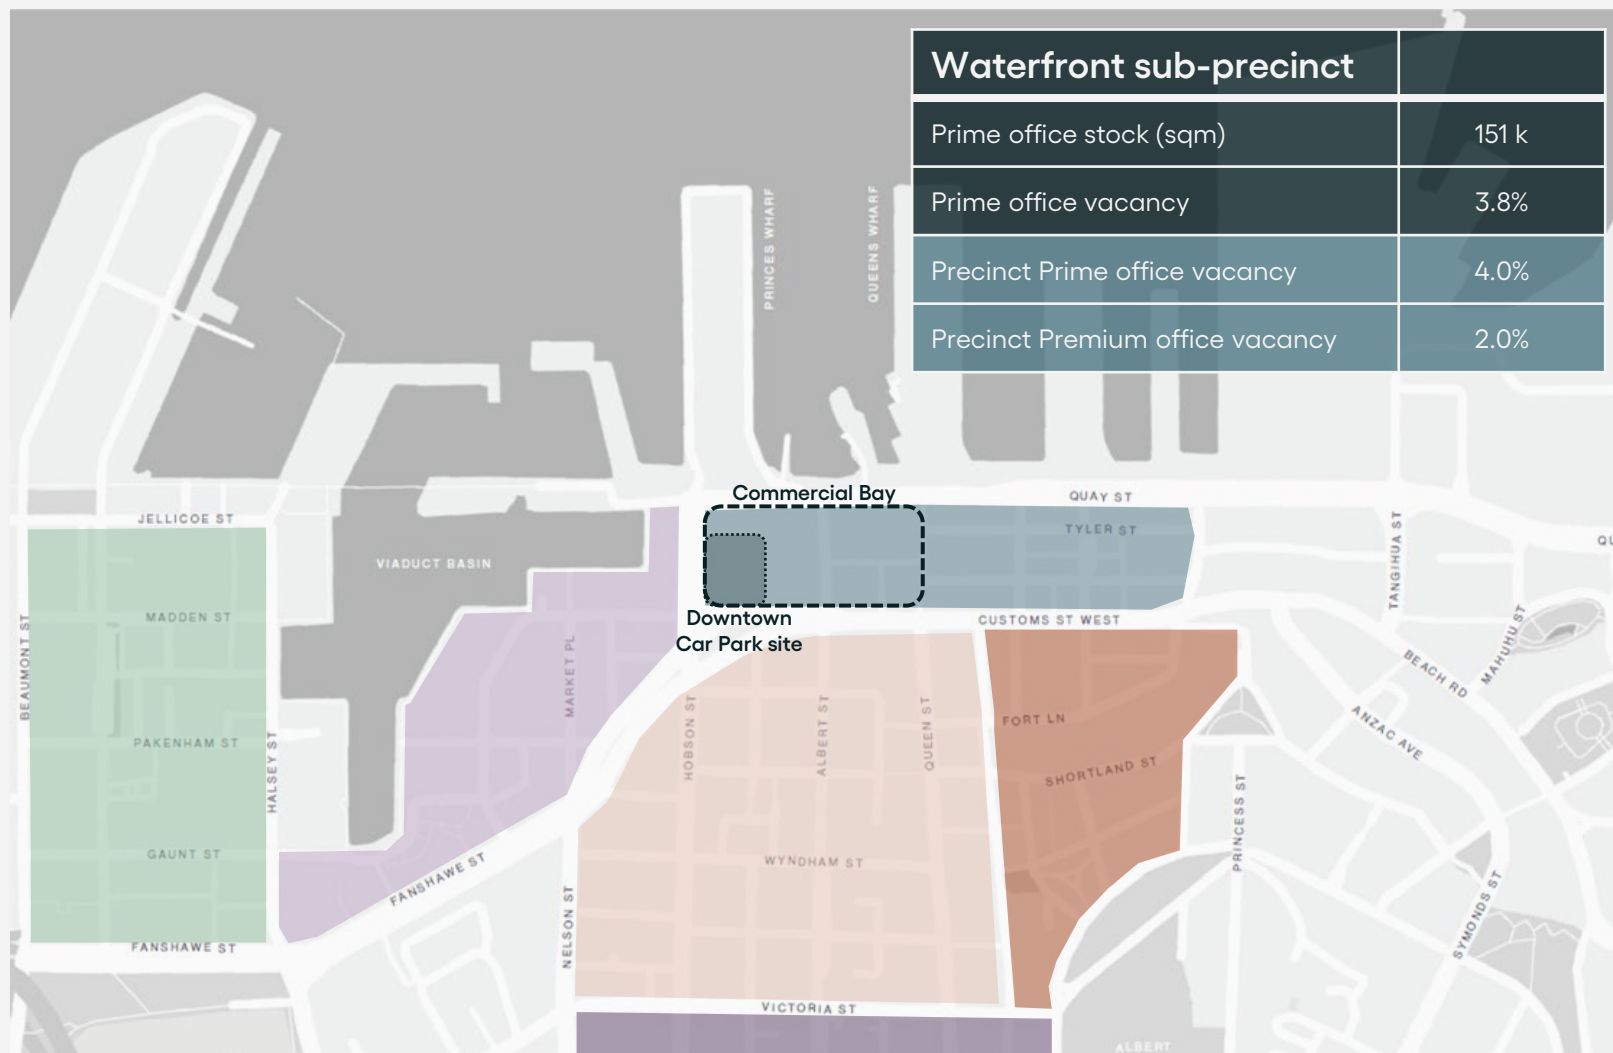 Waterfront sub-precinct
Prime office stock (sqm) 151 k
Prime office vacancy 3.8%
Precinct Prime office vacancy 4.0%
Precinct Premium office vacancy 2.0%
PRINCES WHARF
QUEENS WHARF
Commercial Bay
QUAY ST
JELLICOE ST
TYLER ST
TANGIHUA ST
VIADUCT BASIN
Downtown
Car Park site
CUSTOMS ST WEST
MADDEN ST
BEAUMONT ST
MARKET PL
MAHUHU ST
BEACH RD
HOBSON ST
ALBERT ST
QUEEN ST
FORT LN
ANZAC AVE
PAKENHAM ST
HALSEY ST
SHORTLAND ST
PRINCESS ST
GAUNT ST
WYNDHAM ST
FANSHAWE ST
NELSON ST
SYMONDS ST
FANSHAWE ST
VICTORIA ST
ALBERT